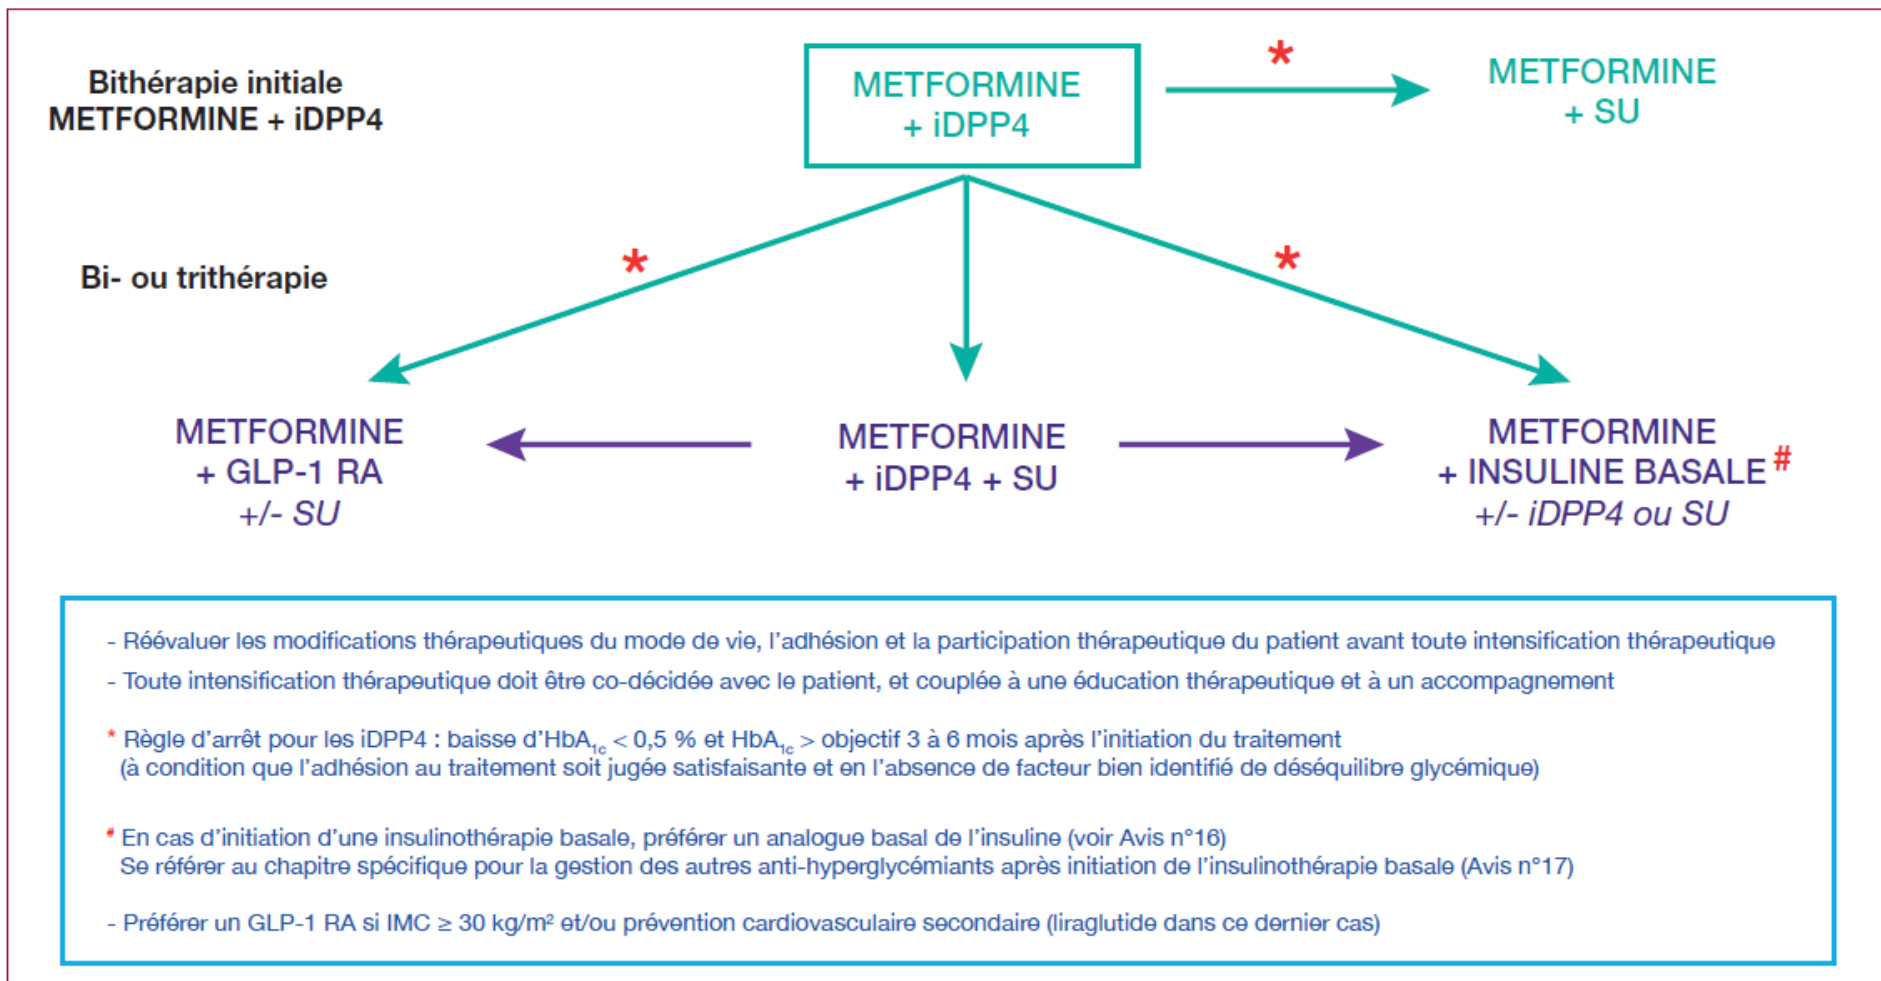 Bithérapie initiale
METFORMINE + iDPP4
METFORMINE
+ iDPP4
*
METFORMINE
+ SU
Bi- ou trithérapie
*
*
METFORMINE
+ GLP-1 RA
+/- SU
METFORMINE
+ iDPP4 + SU
METFORMINE
+ INSULINE BASALE #
+/- iDPP4 ou SU
- Réévaluer les modifications thérapeutiques du mode de vie, l'adhésion et la participation thérapeutique du patient avant toute intensification thérapeutique
- Toute intensification thérapeutique doit être co-décidée avec le patient, et couplée à une éducation thérapeutique et à un accompagnement
* Règle d'arrêt pour les iDPP4 : baisse d'HbA1c < 0,5 % et HbA1c > objectif 3 à 6 mois après l'initiation du traitement
(à condition que l'adhésion au traitement soit jugée satisfaisante et en l'absence de facteur bien identifié de déséquilibre glycémique)
# En cas d'initiation d'une insulinothérapie basale, préférer un analogue basal de l'insuline (voir Avis n°16)
Se référer au chapitre spécifique pour la gestion des autres anti-hyperglycémiants après initiation de l'insulinothérapie basale (Avis n°17)
- Préférer un GLP-1 RA si IMC ≥ 30 kg/m² et/ou prévention cardiovasculaire secondaire (liraglutide dans ce dernier cas)